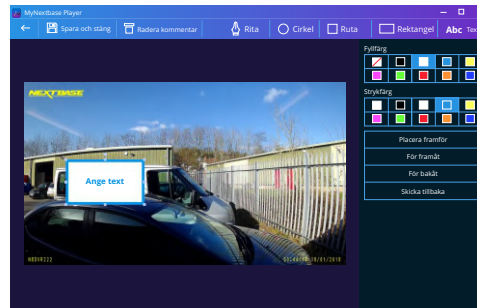 MyNextbase Player
Spara och stäng
Radera kommentar
Rita
Cirkel
Ruta
Rektangel
Abc
Fyllfärg
NEXTBASE
Strykfärg
Placera framför
För framåt
För bakåt
Skicka tillbaka
Ange text